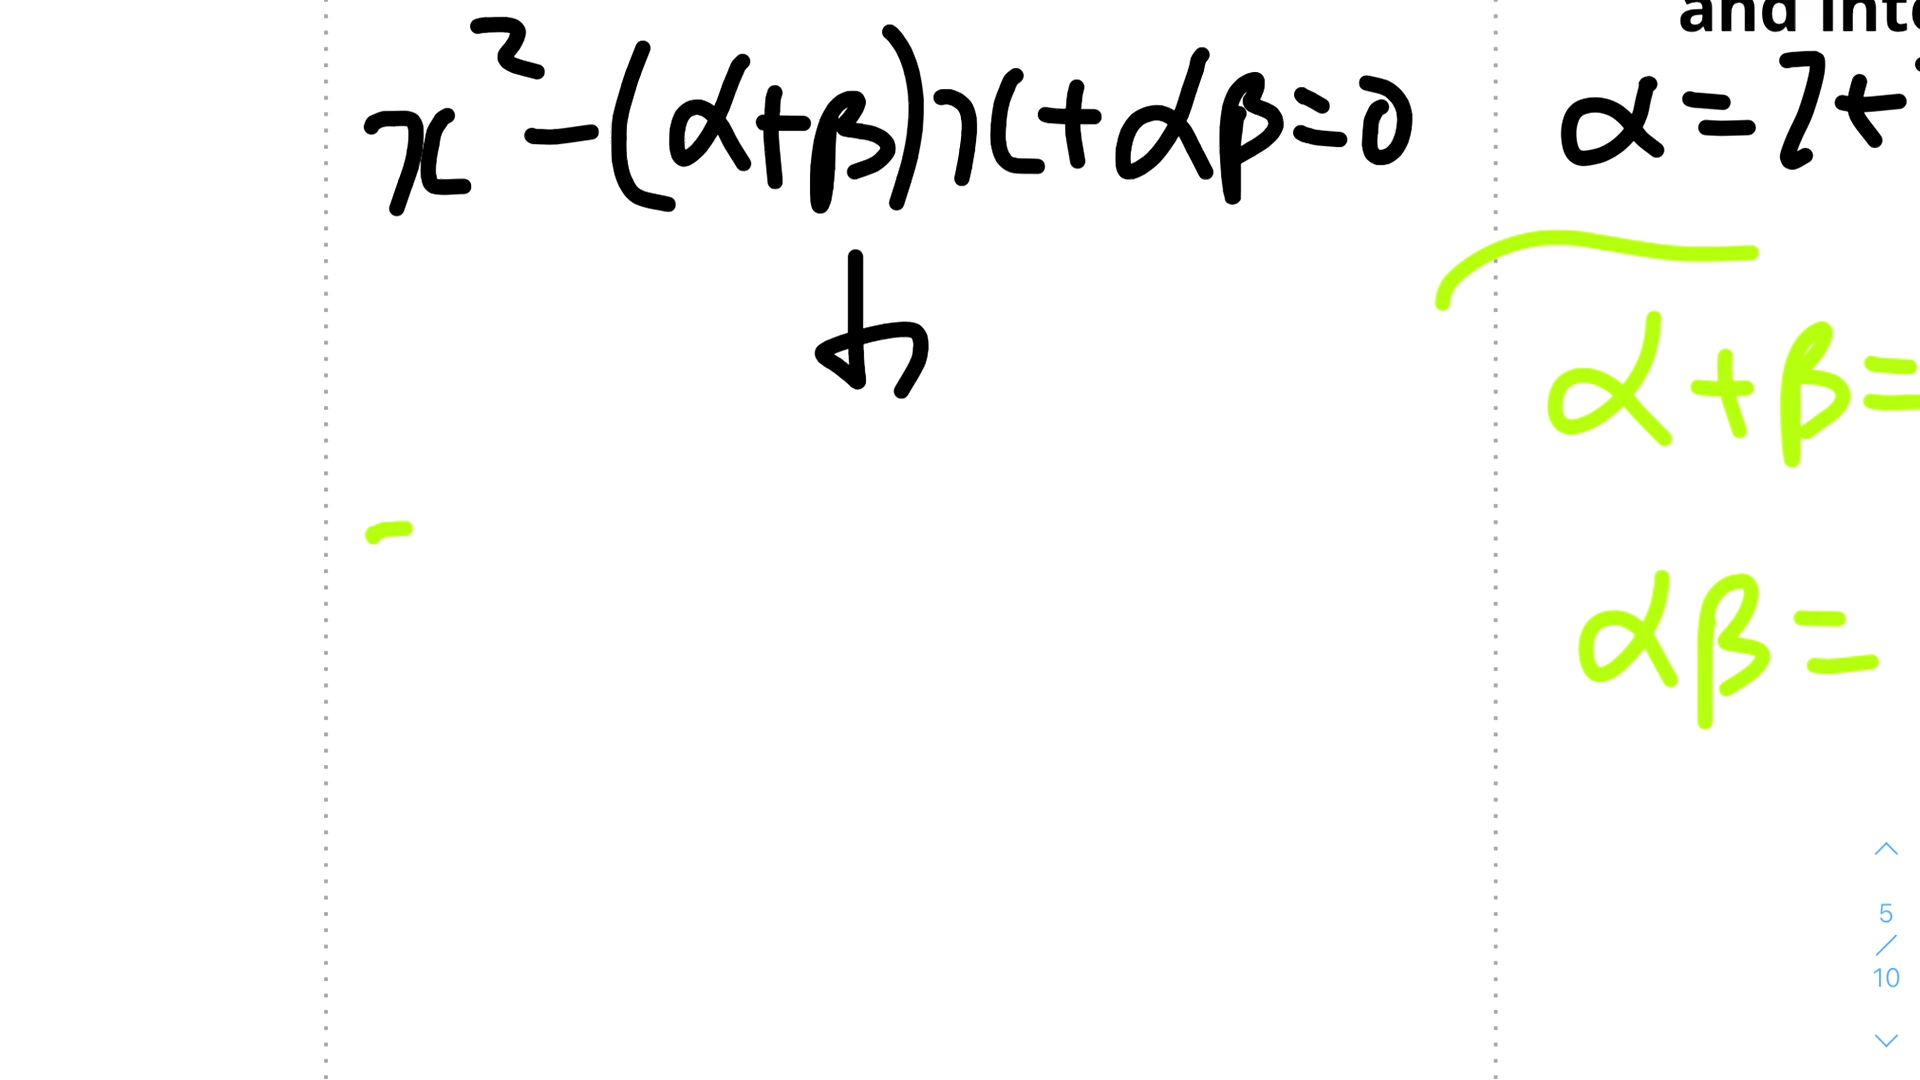 x² - (α+β)x + αβ = 0
and int
α = 2 +
α + β =
αβ =
-
5
/
10